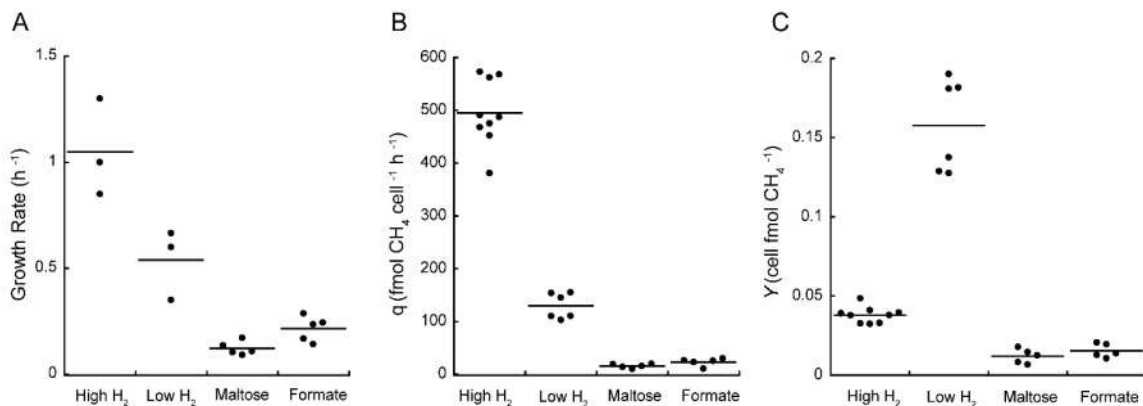 A
Growth Rate (h ⁻¹)
1.5
1
0.5
0
High H₂ Low H₂ Maltose Formate
B
q (fmol CH₄ cell ⁻¹ h ⁻¹)
600
500
400
300
200
100
0
High H₂ Low H₂ Maltose Formate
C
Y (cell fmol CH₄ ⁻¹)
0.2
0.15
0.1
0.05
0
High H₂ Low H₂ Maltose Formate